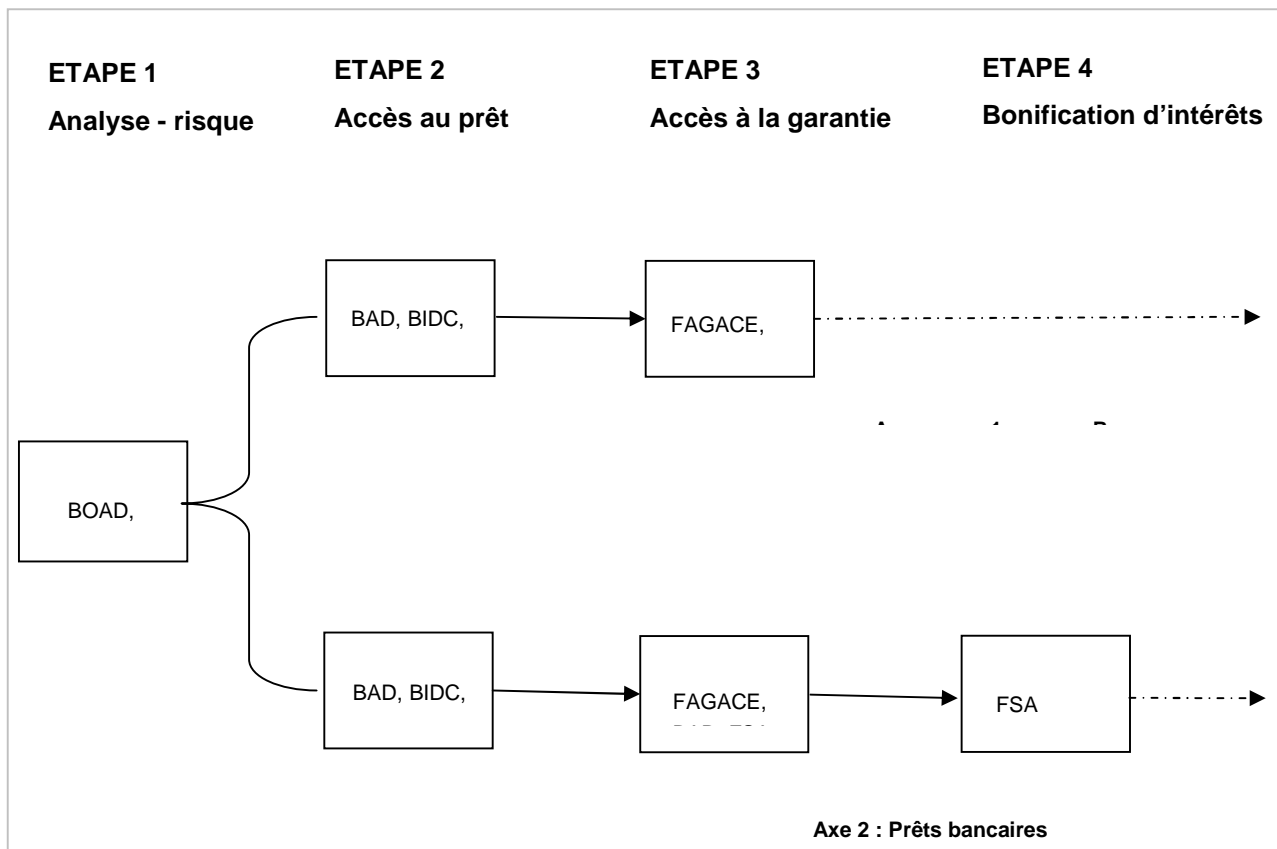 ETAPE 1
Analyse - risque
ETAPE 2
Accès au prêt
ETAPE 3
Accès à la garantie
ETAPE 4
Bonification d’intérêts
BAD, BIDC,
FAGACE,
BOAD,
BAD, BIDC,
FAGACE,
FSA
Axe 2 : Prêts bancaires